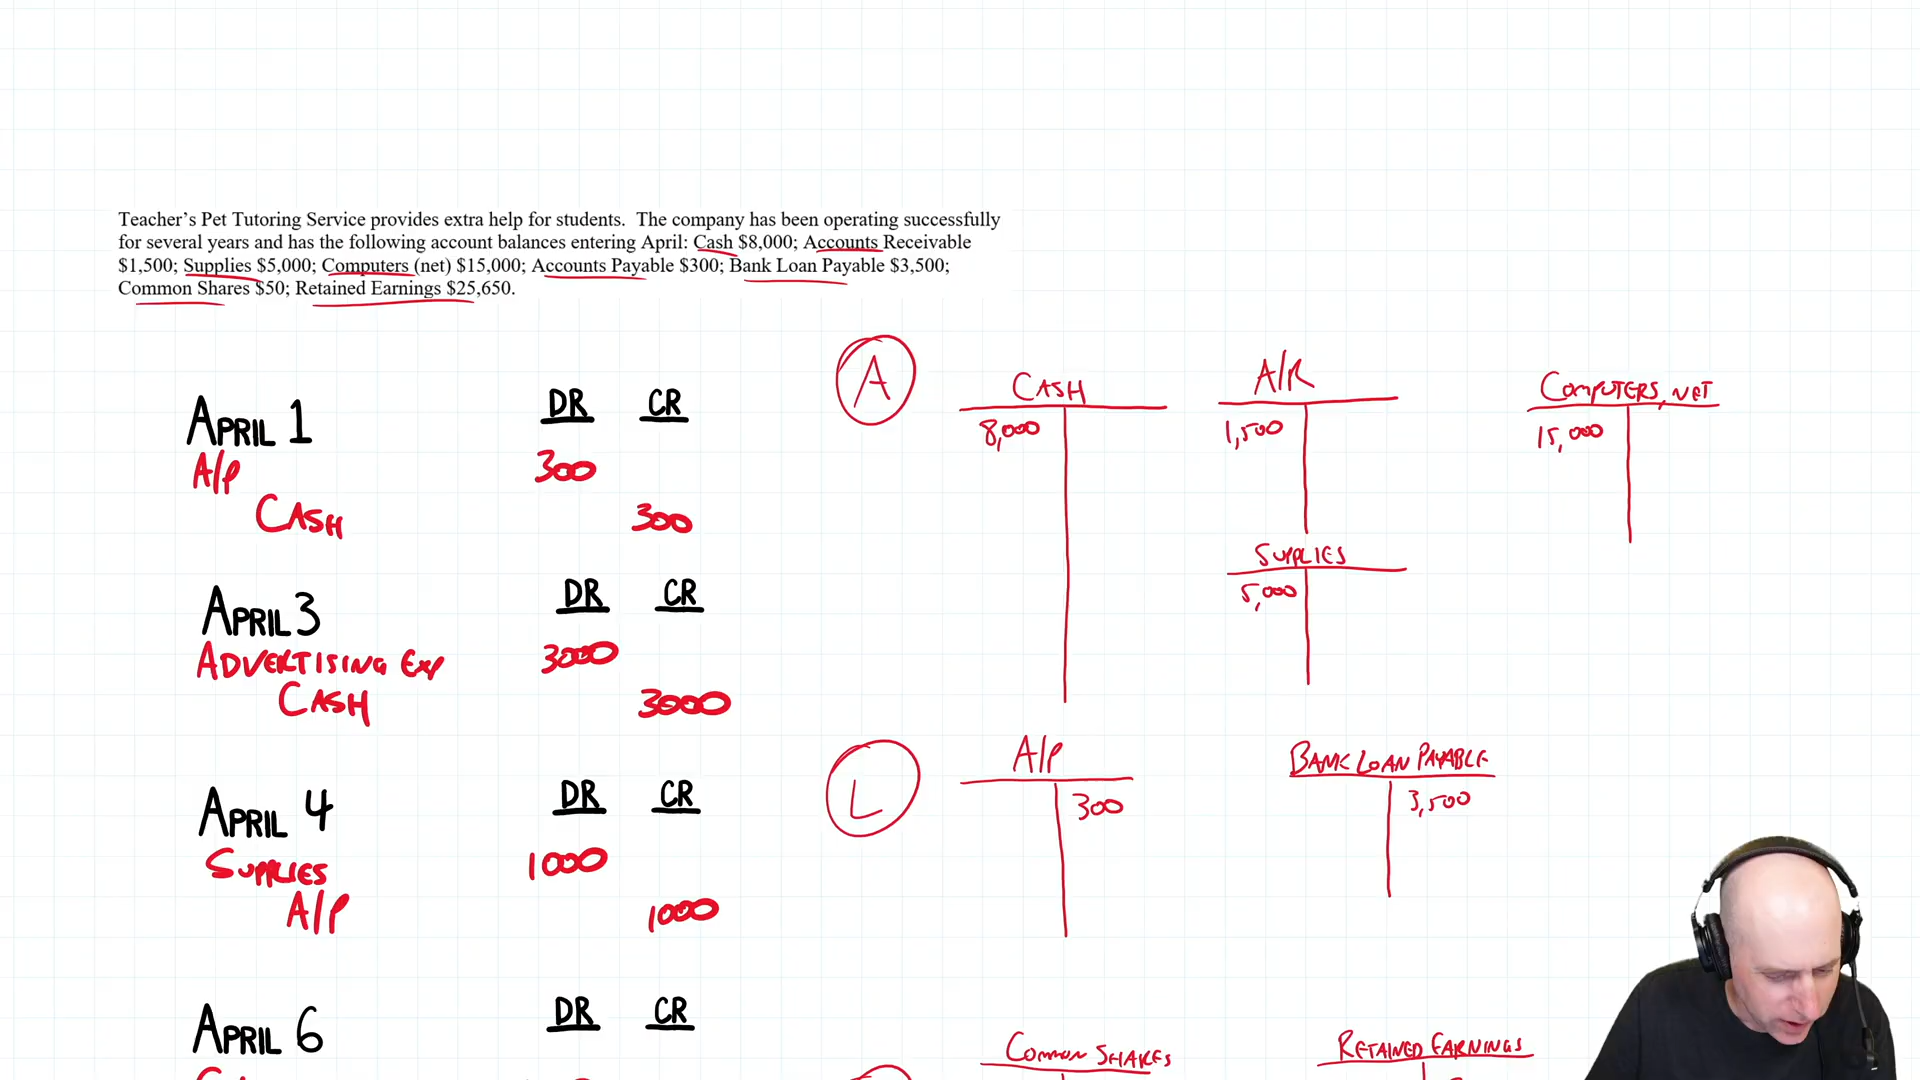 Teacher’s Pet Tutoring Service provides extra help for students.  The company has been operating successfully
for several years and has the following account balances entering April: Cash $8,000; Accounts Receivable
$1,500; Supplies $5,000; Computers (net) $15,000; Accounts Payable $300; Bank Loan Payable $3,500;
Common Shares $50; Retained Earnings $25,650.
APRIL 1 DR CR
A/P 300
CASH 300
APRIL 3 DR CR
ADVERTISING EXP 3000
CASH 3000
APRIL 4 DR CR
SUPPLIES 1000
A/P 1000
APRIL 6 DR CR
A
CASH A/R COMPUTERS, NET
8,000 1,500 15,000
SUPPLIES
5,000
L
A/P BANK LOAN PAYABLE
300 3,500
COMMON SHARES RETAINED EARNINGS